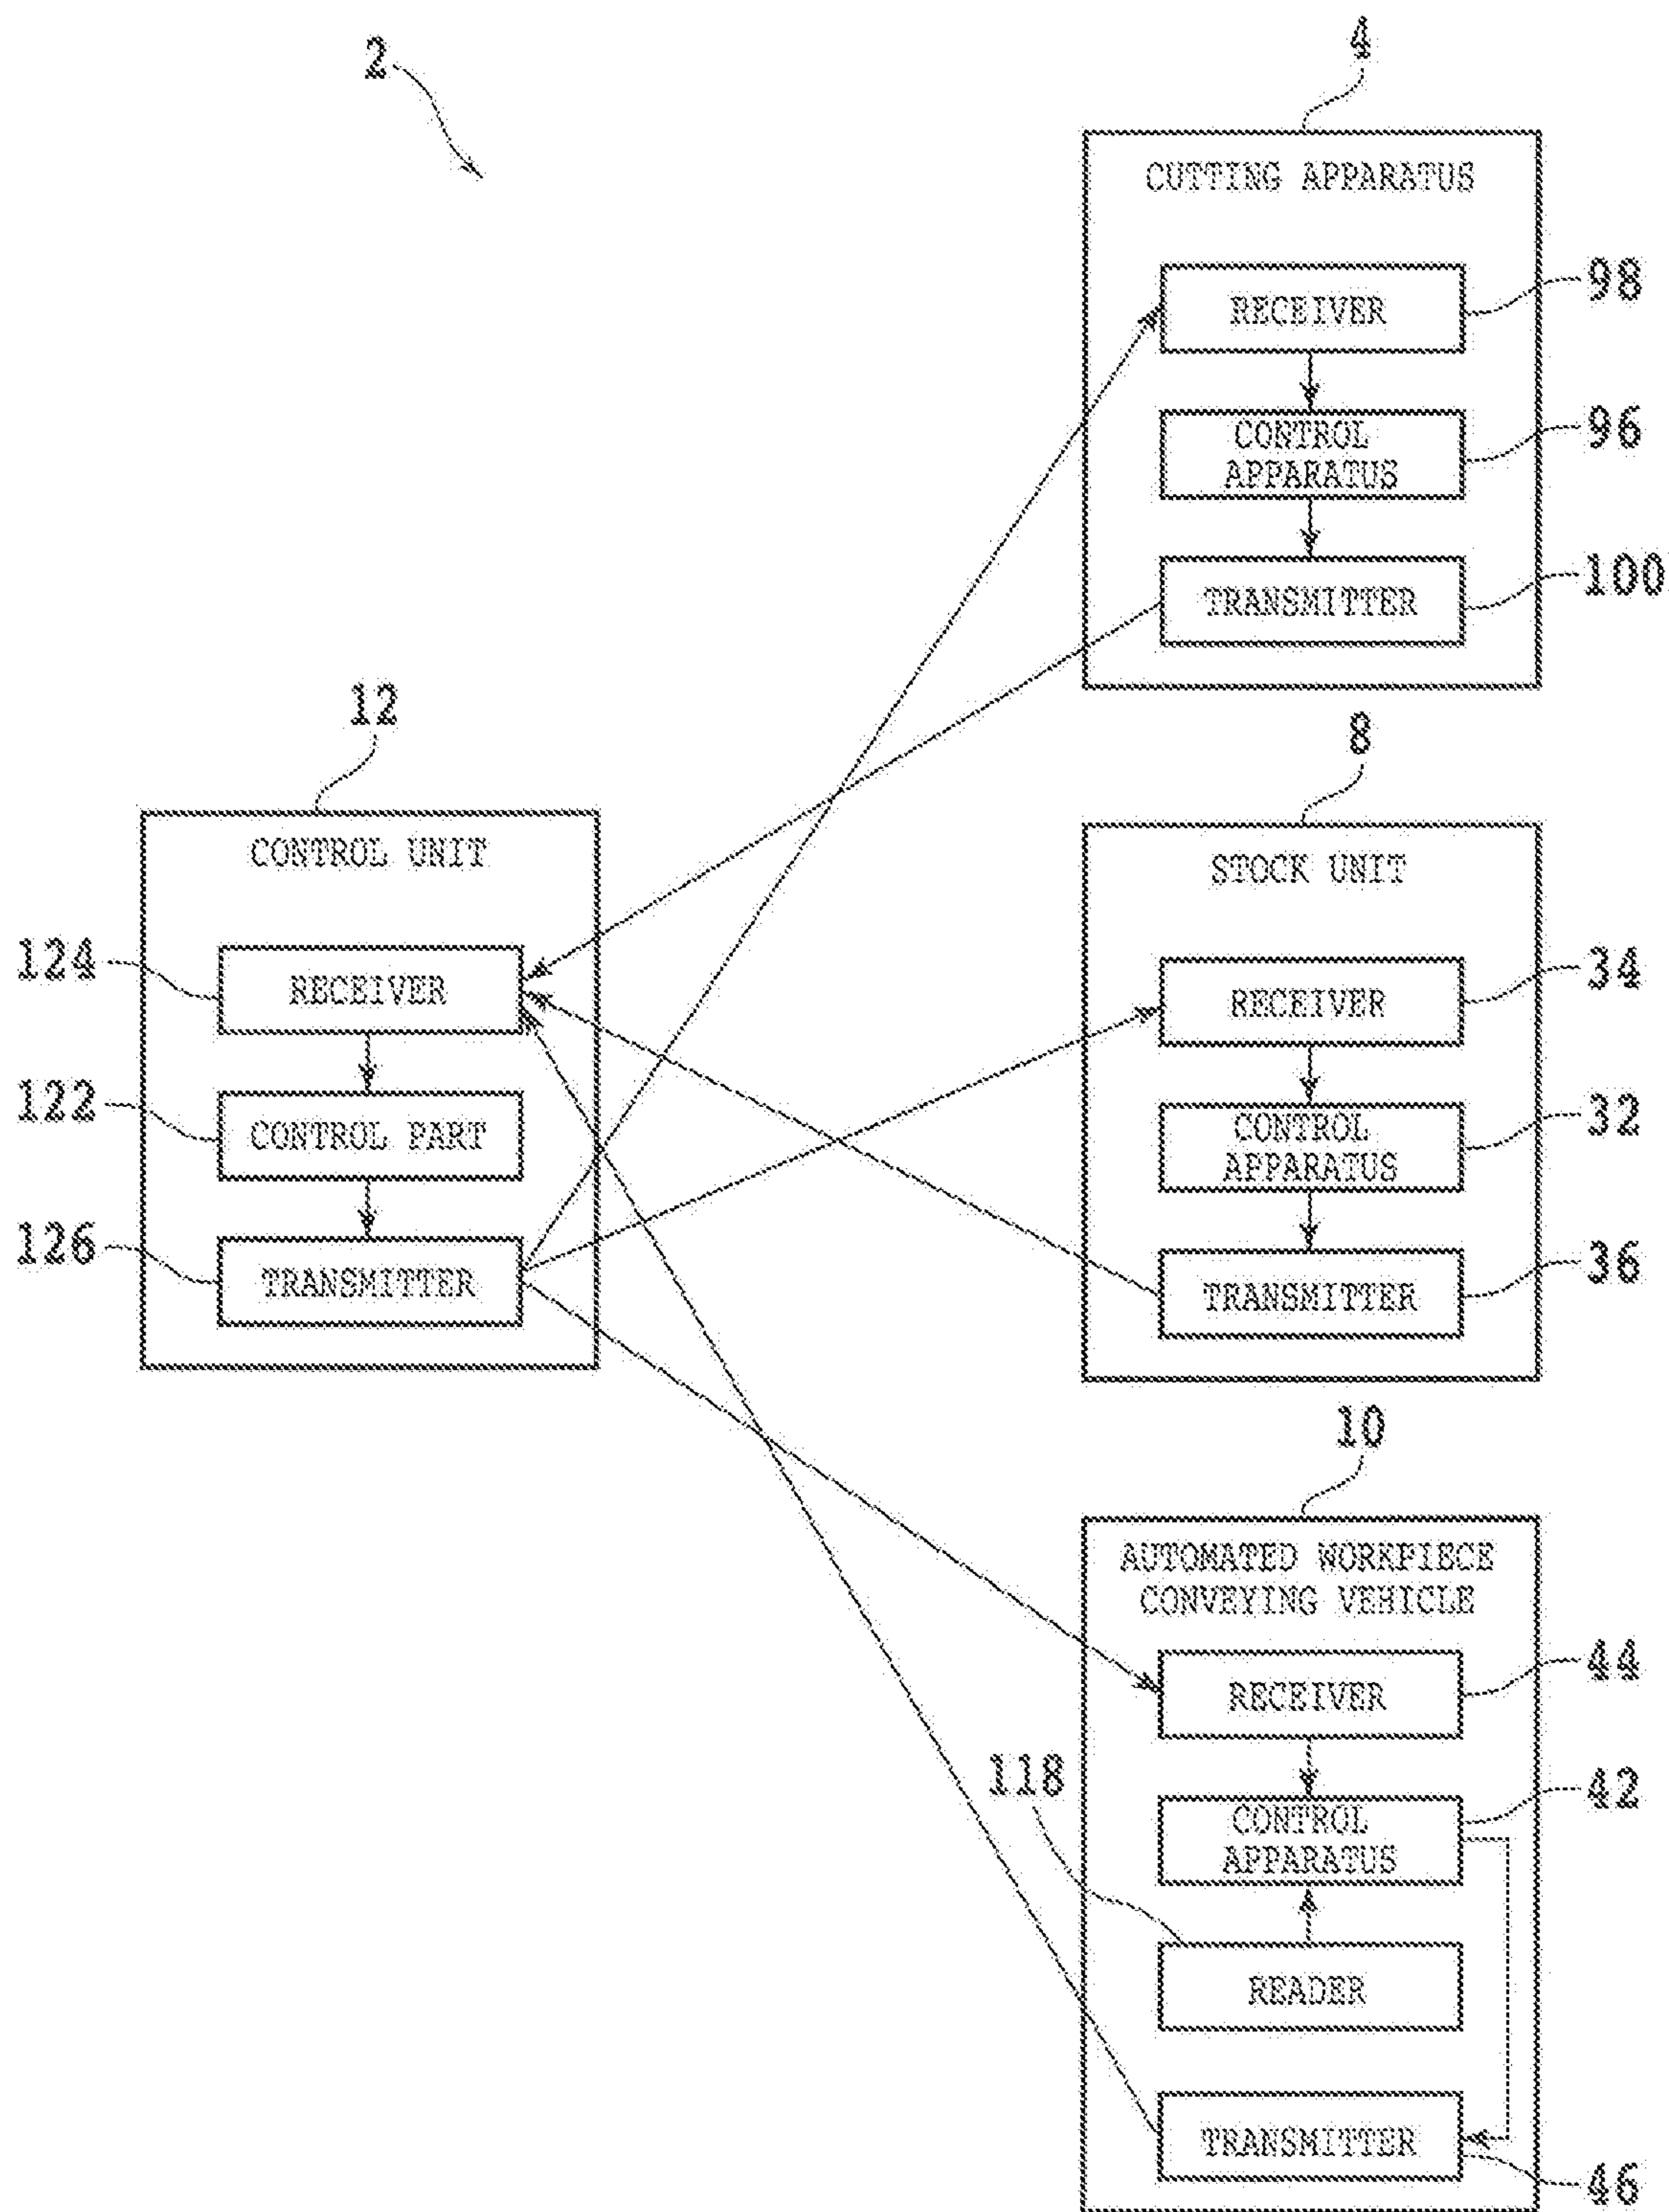 2
4
CUTTING APPARATUS
RECEIVER
98
CONTROL
APPARATUS
96
TRANSMITTER
100
12
CONTROL UNIT
124
RECEIVER
122
CONTROL PART
126
TRANSMITTER
8
STOCK UNIT
RECEIVER
34
CONTROL
APPARATUS
32
TRANSMITTER
36
10
AUTOMATED WORKPIECE
CONVEYING VEHICLE
RECEIVER
44
118
CONTROL
APPARATUS
42
READER
TRANSMITTER
46